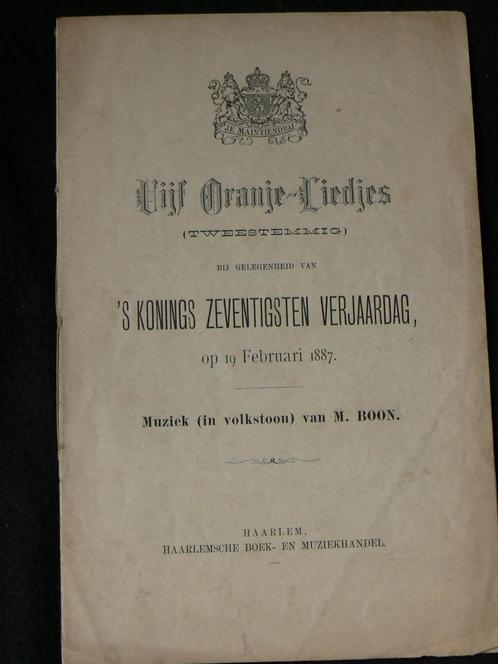 JE MAINTIENDRAI
Vijf Oranje-Liedjes
(TWEESTEMMIG)
BIJ GELEGENHEID VAN
'S KONINGS ZEVENTIGSTEN VERJAARDAG,
op 19 Februari 1887.
Muziek (in volkstoon) van M. BOON.
HAARLEM,
HAARLEMSCHE BOEK- EN MUZIEKHANDEL.